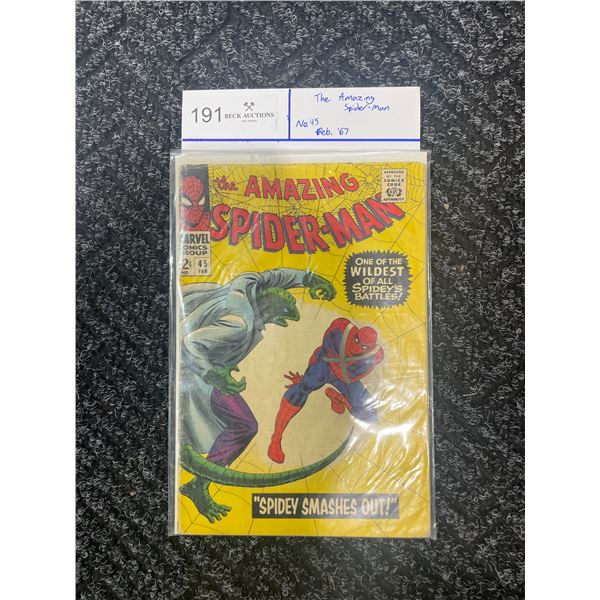 191
BECK AUCTIONS
The Amazing
Spider-Man
No. 45
Feb. '67
the AMAZING
SPIDER-MAN
APPROVED
BY THE
COMICS
CODE
AUTHORITY
MARVEL
COMICS
GROUP
12¢ 45
NO. FEB
ONE OF THE
WILDEST
OF ALL
SPIDEY'S
BATTLES!
"SPIDEY SMASHES OUT!"